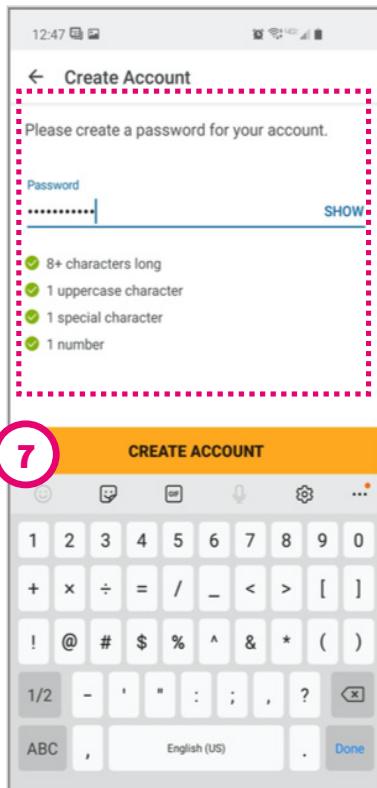 12:47
← Create Account
Please create a password for your account.
Password
••••••••••• SHOW
8+ characters long
1 uppercase character
1 special character
1 number
7
CREATE ACCOUNT
GIF ...
1 2 3 4 5 6 7 8 9 0
+ × ÷ = / _ < > [ ]
! @ # $ % ^ & * ( )
1/2 - ' " : ; , ?
ABC , English (US) . Done